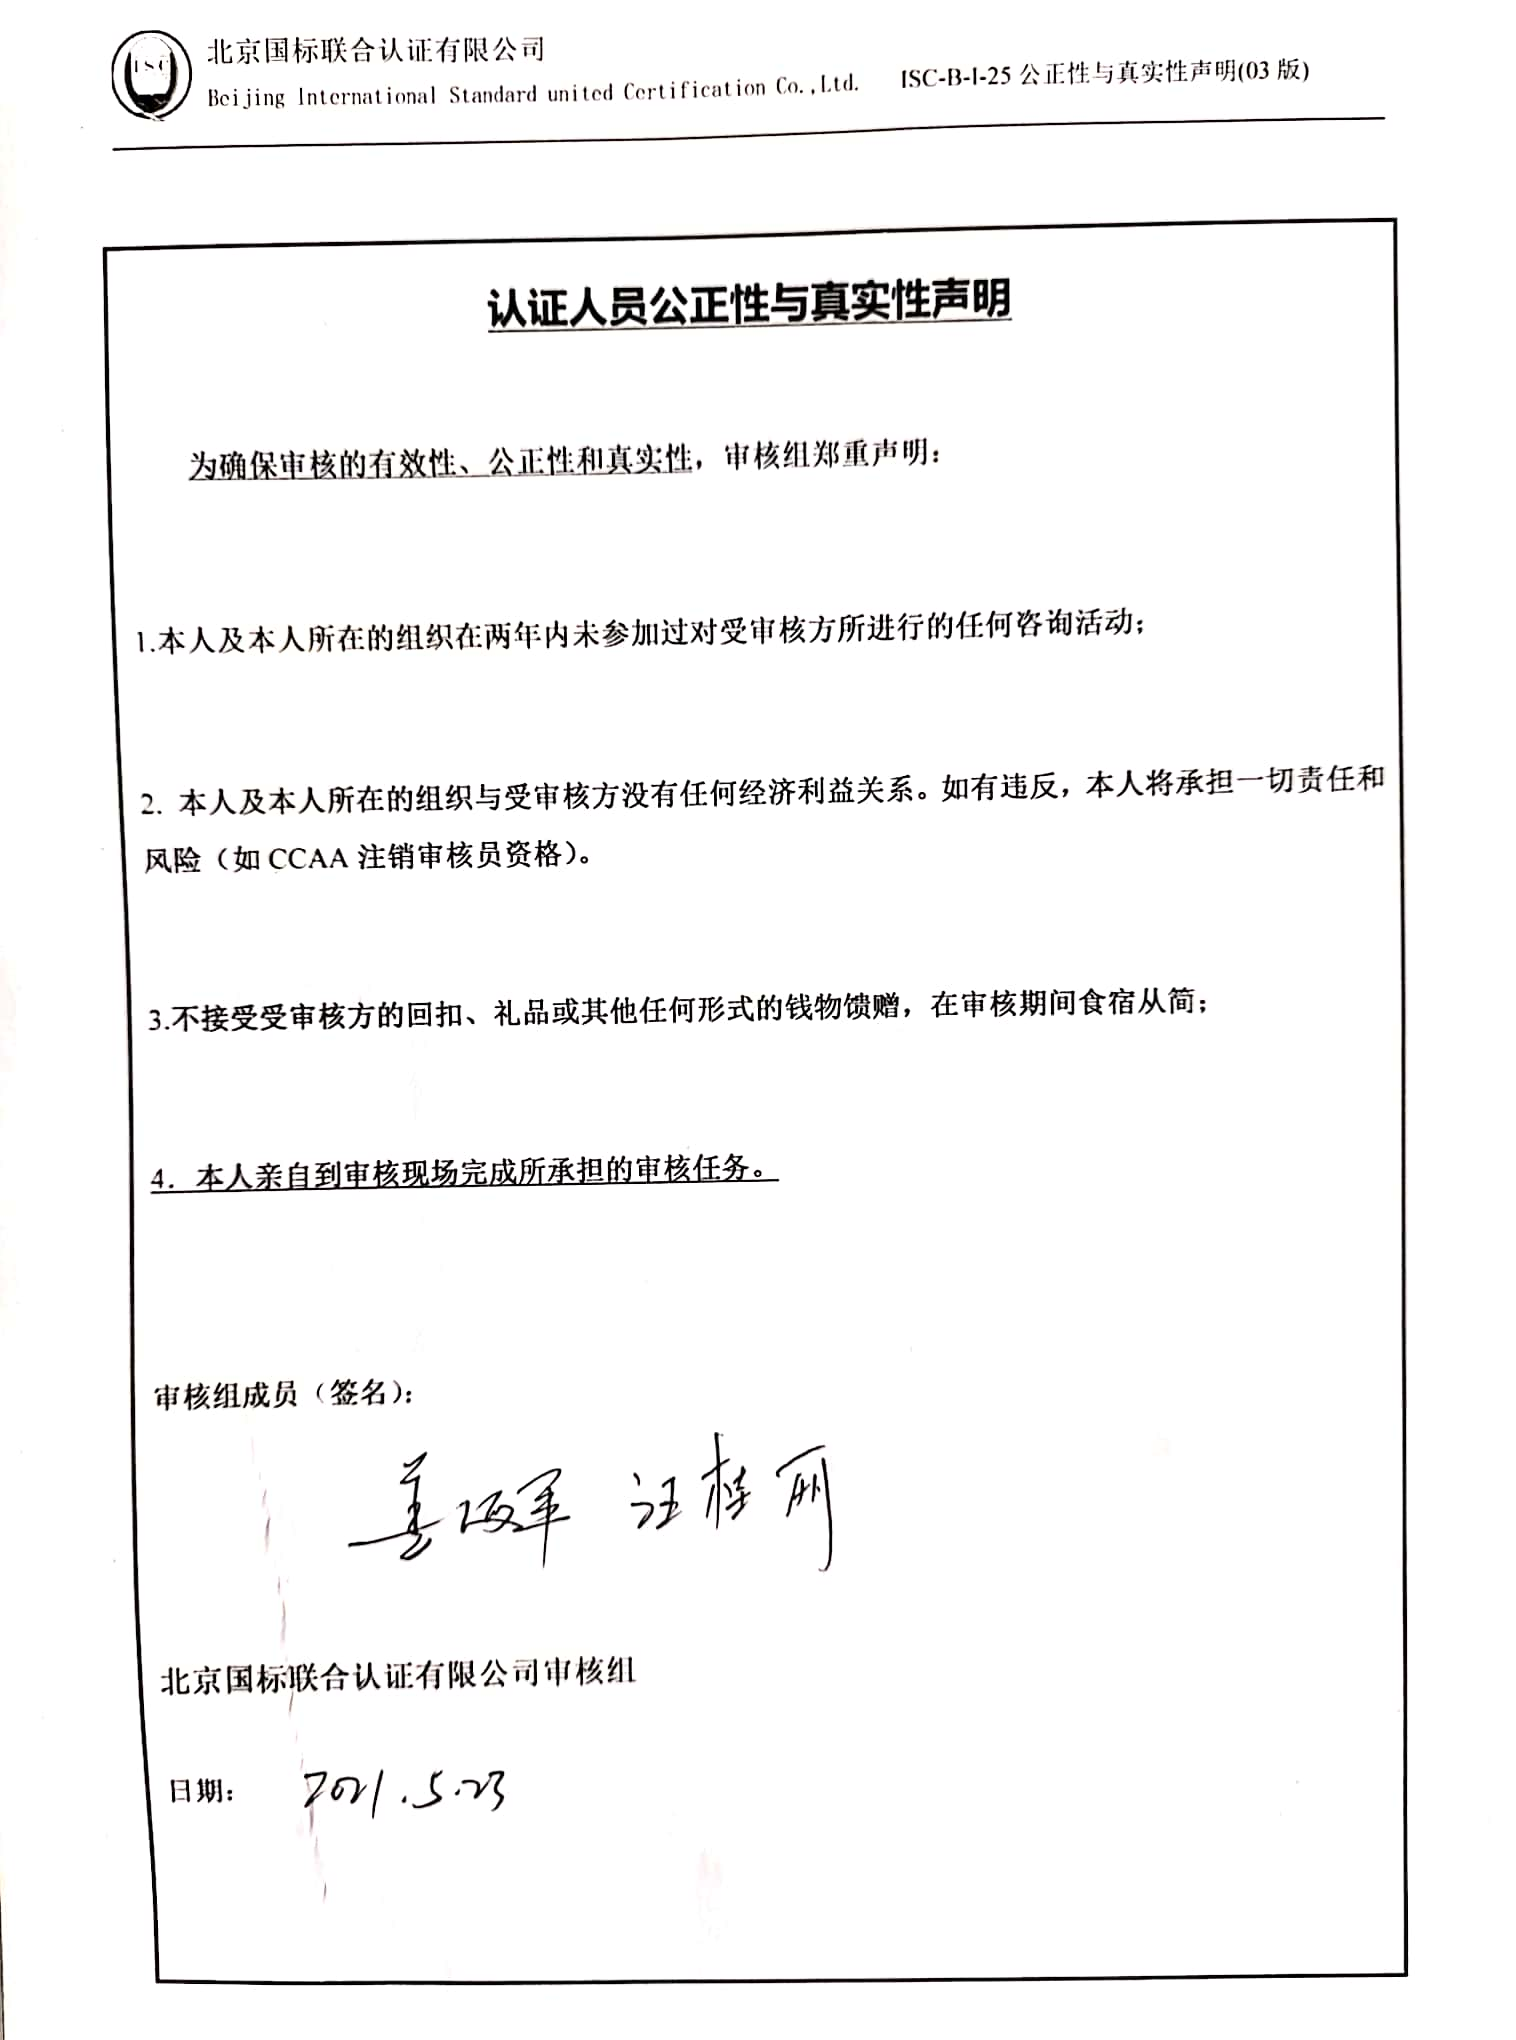 ISC
北京国标联合认证有限公司
Beijing International Standard united Certification Co.,Ltd.
ISC-B-I-25 公正性与真实性声明(03 版)
认证人员公正性与真实性声明
为确保审核的有效性、公正性和真实性，审核组郑重声明：
1.本人及本人所在的组织在两年内未参加过对受审核方所进行的任何咨询活动；
2. 本人及本人所在的组织与受审核方没有任何经济利益关系。如有违反，本人将承担一切责任和
风险（如 CCAA 注销审核员资格）。
3.不接受受审核方的回扣、礼品或其他任何形式的钱物馈赠，在审核期间食宿从简；
4．本人亲自到审核现场完成所承担的审核任务。
审核组成员（签名）：
姜海军 汪桂丽
北京国标联合认证有限公司审核组
日期： 2021.5.23